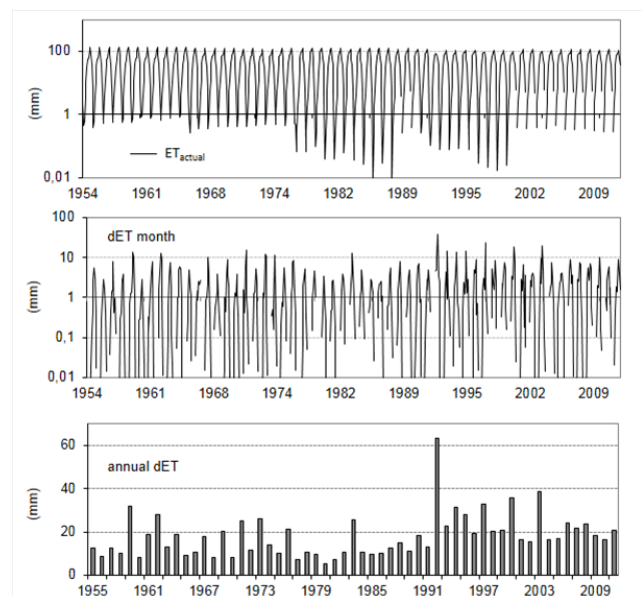 100
1
0,01
(mm)
ET actual
1954 1961 1968 1974 1982 1989 1995 2002 2009
dET month
100
10
1
0,1
0,01
(mm)
1954 1961 1968 1974 1982 1989 1995 2002 2009
annual dET
60
40
20
0
(mm)
1955 1961 1967 1973 1979 1985 1991 1997 2003 2009